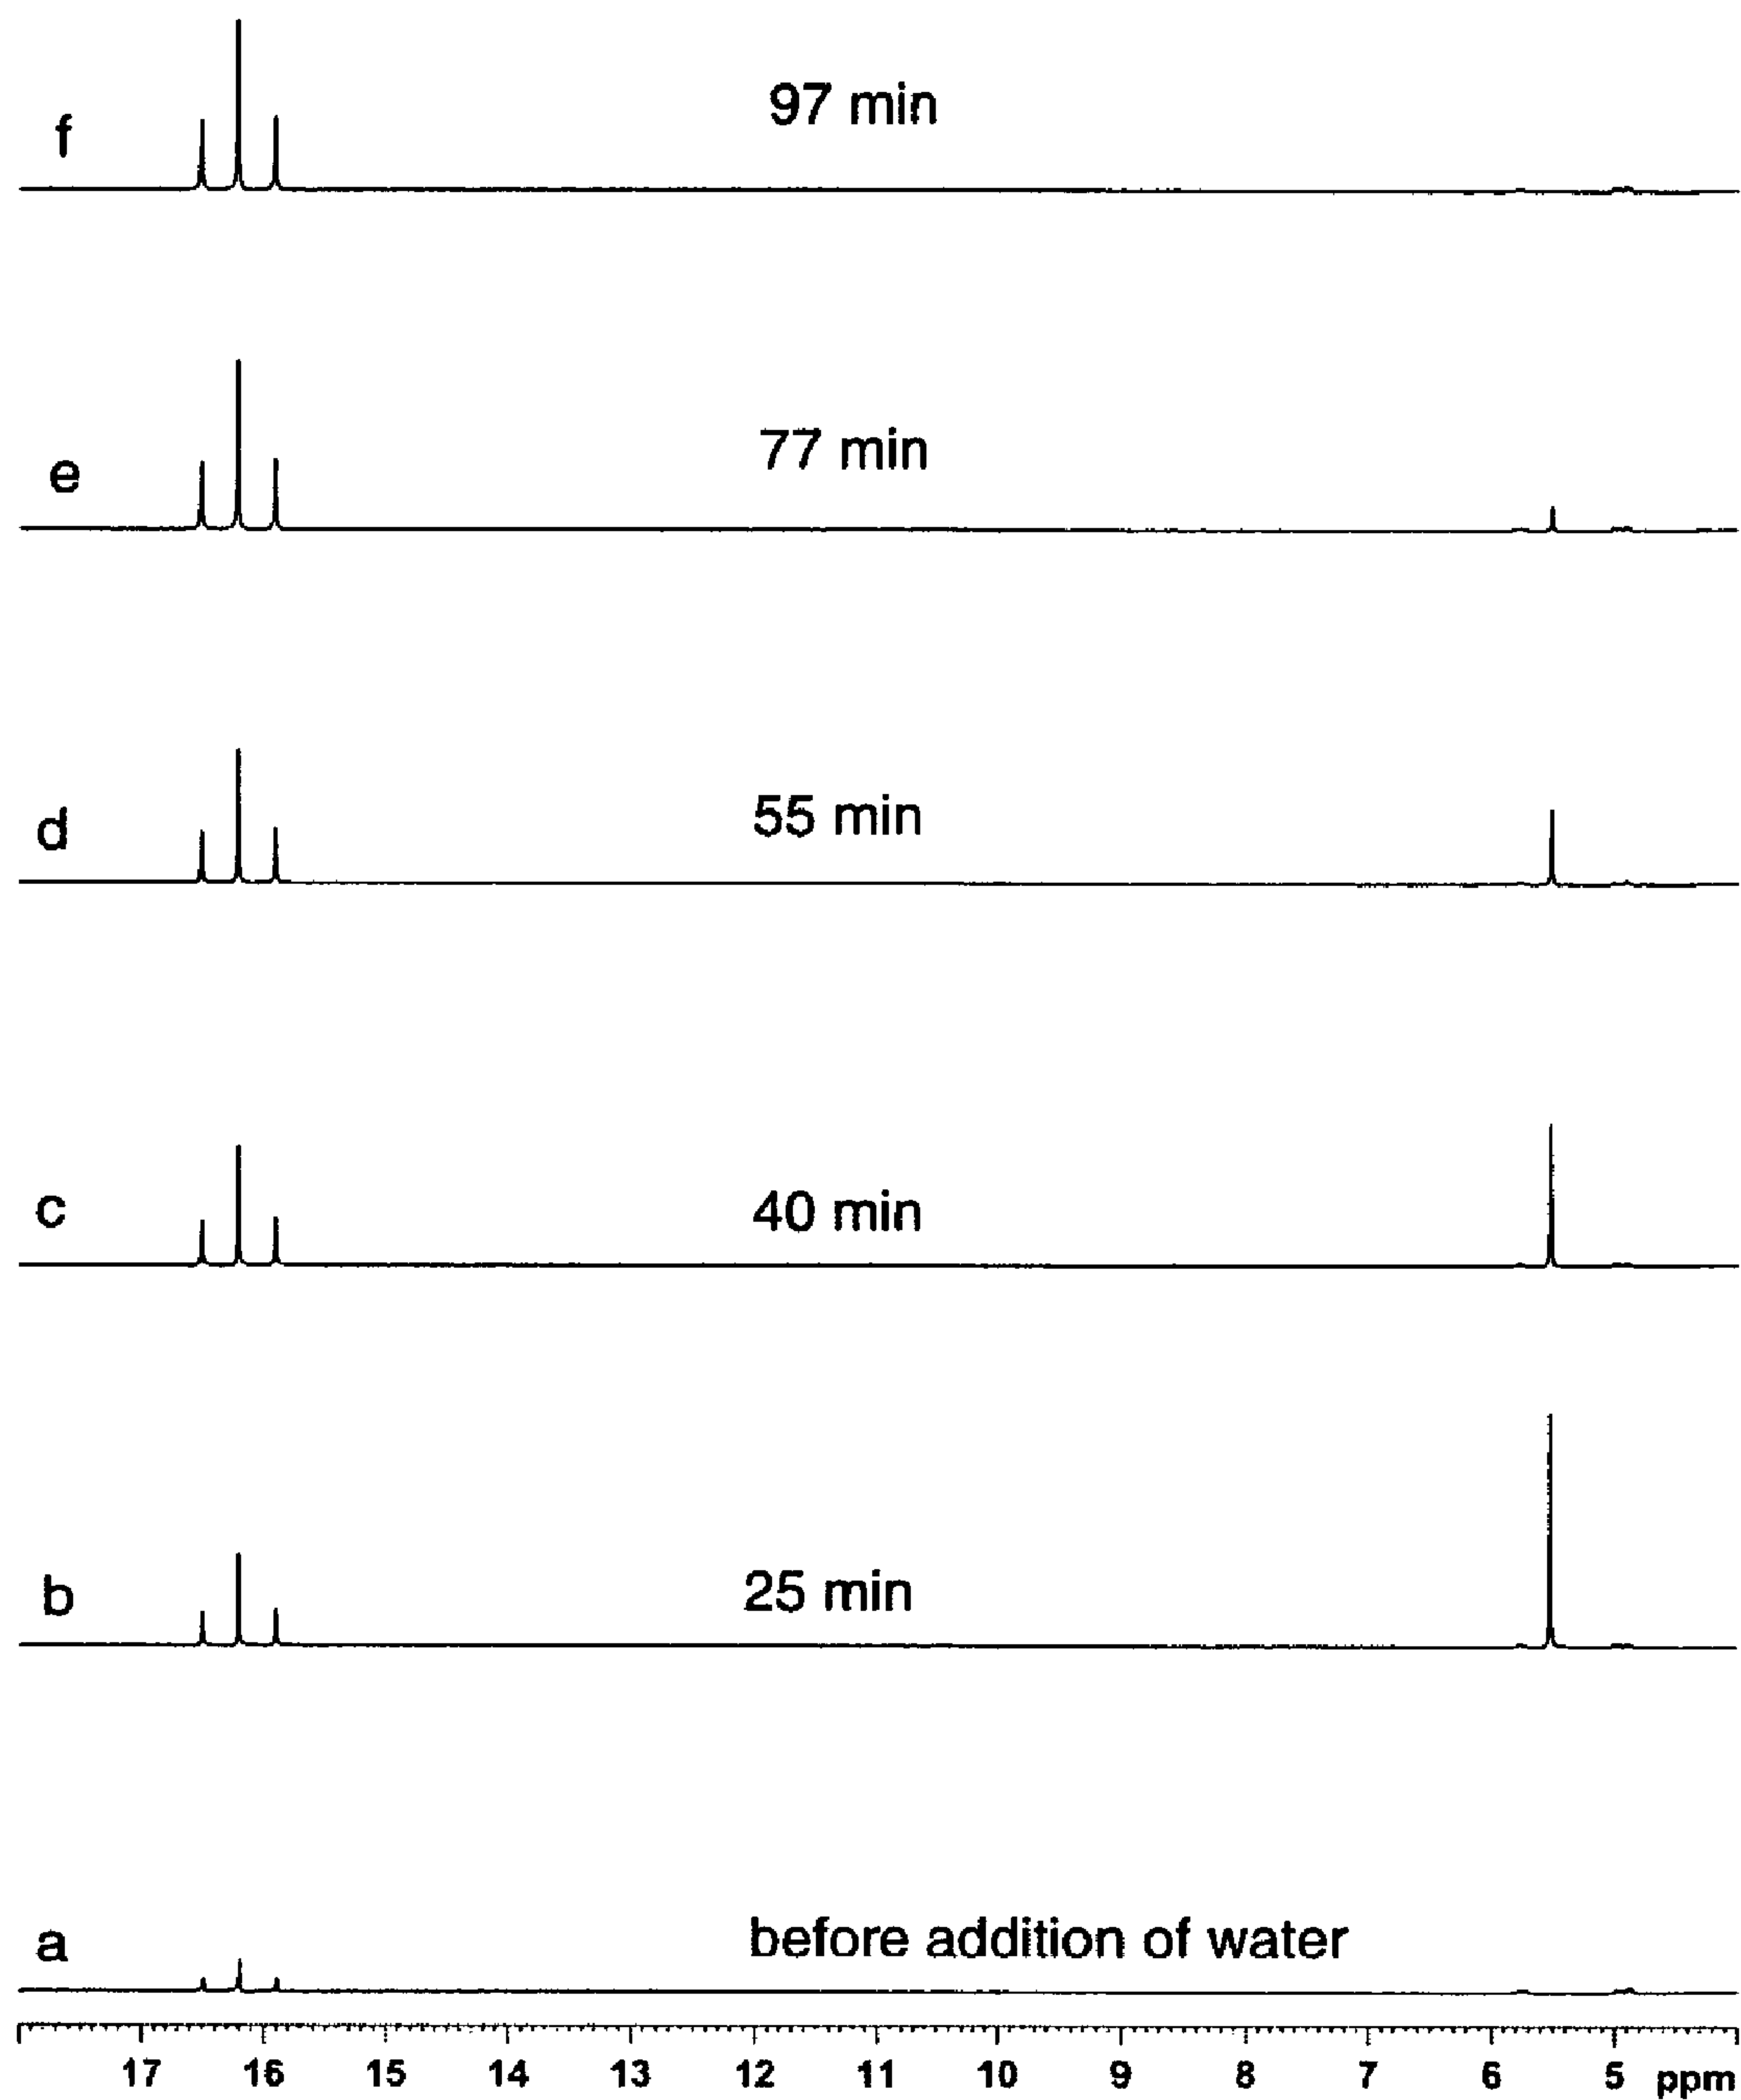 f
97 min
e
77 min
d
55 min
c
40 min
b
25 min
a
before addition of water
17 16 15 14 13 12 11 10 9 8 7 6 5 ppm